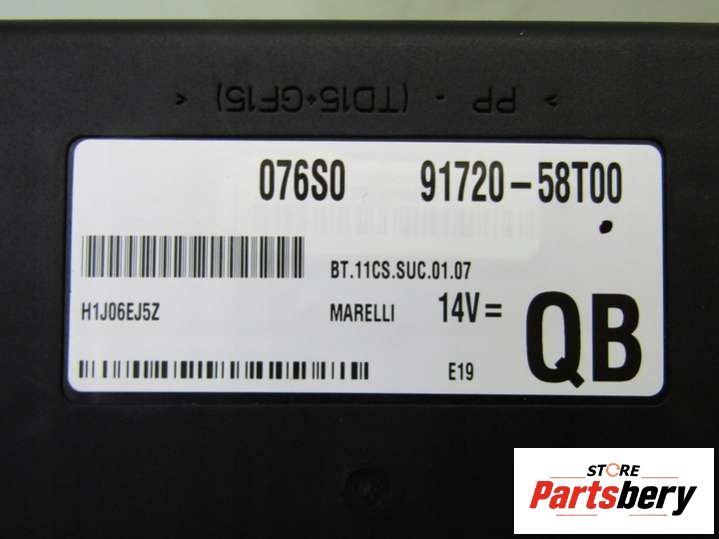 > PP - (TD15+GF15) <
076S0 91720-58T00
BT.11CS.SUC.01.07
H1J06EJ5Z MARELLI 14V= QB
E19
STORE
Partsbery